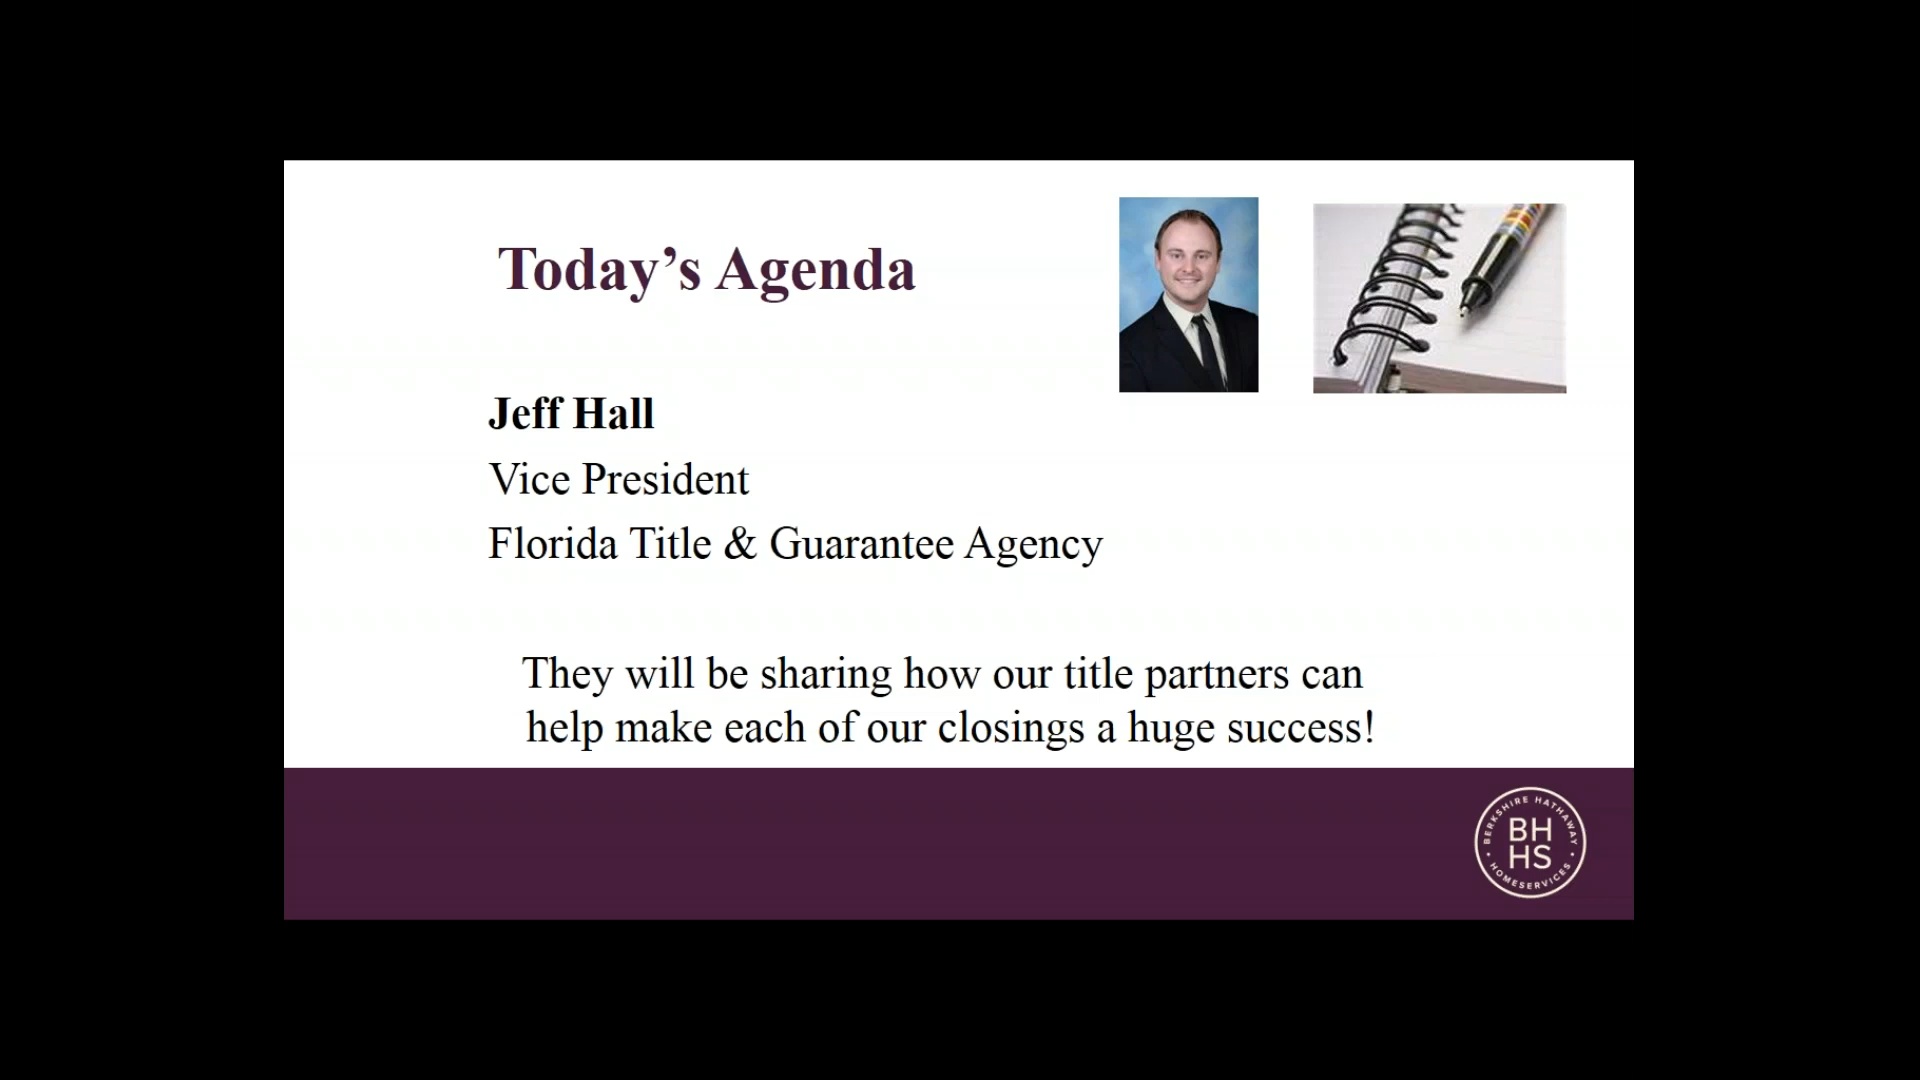 Today’s Agenda
Jeff Hall
Vice President
Florida Title & Guarantee Agency
They will be sharing how our title partners can
help make each of our closings a huge success!
BERKSHIRE HATHAWAY
BH
HS
HOMESERVICES